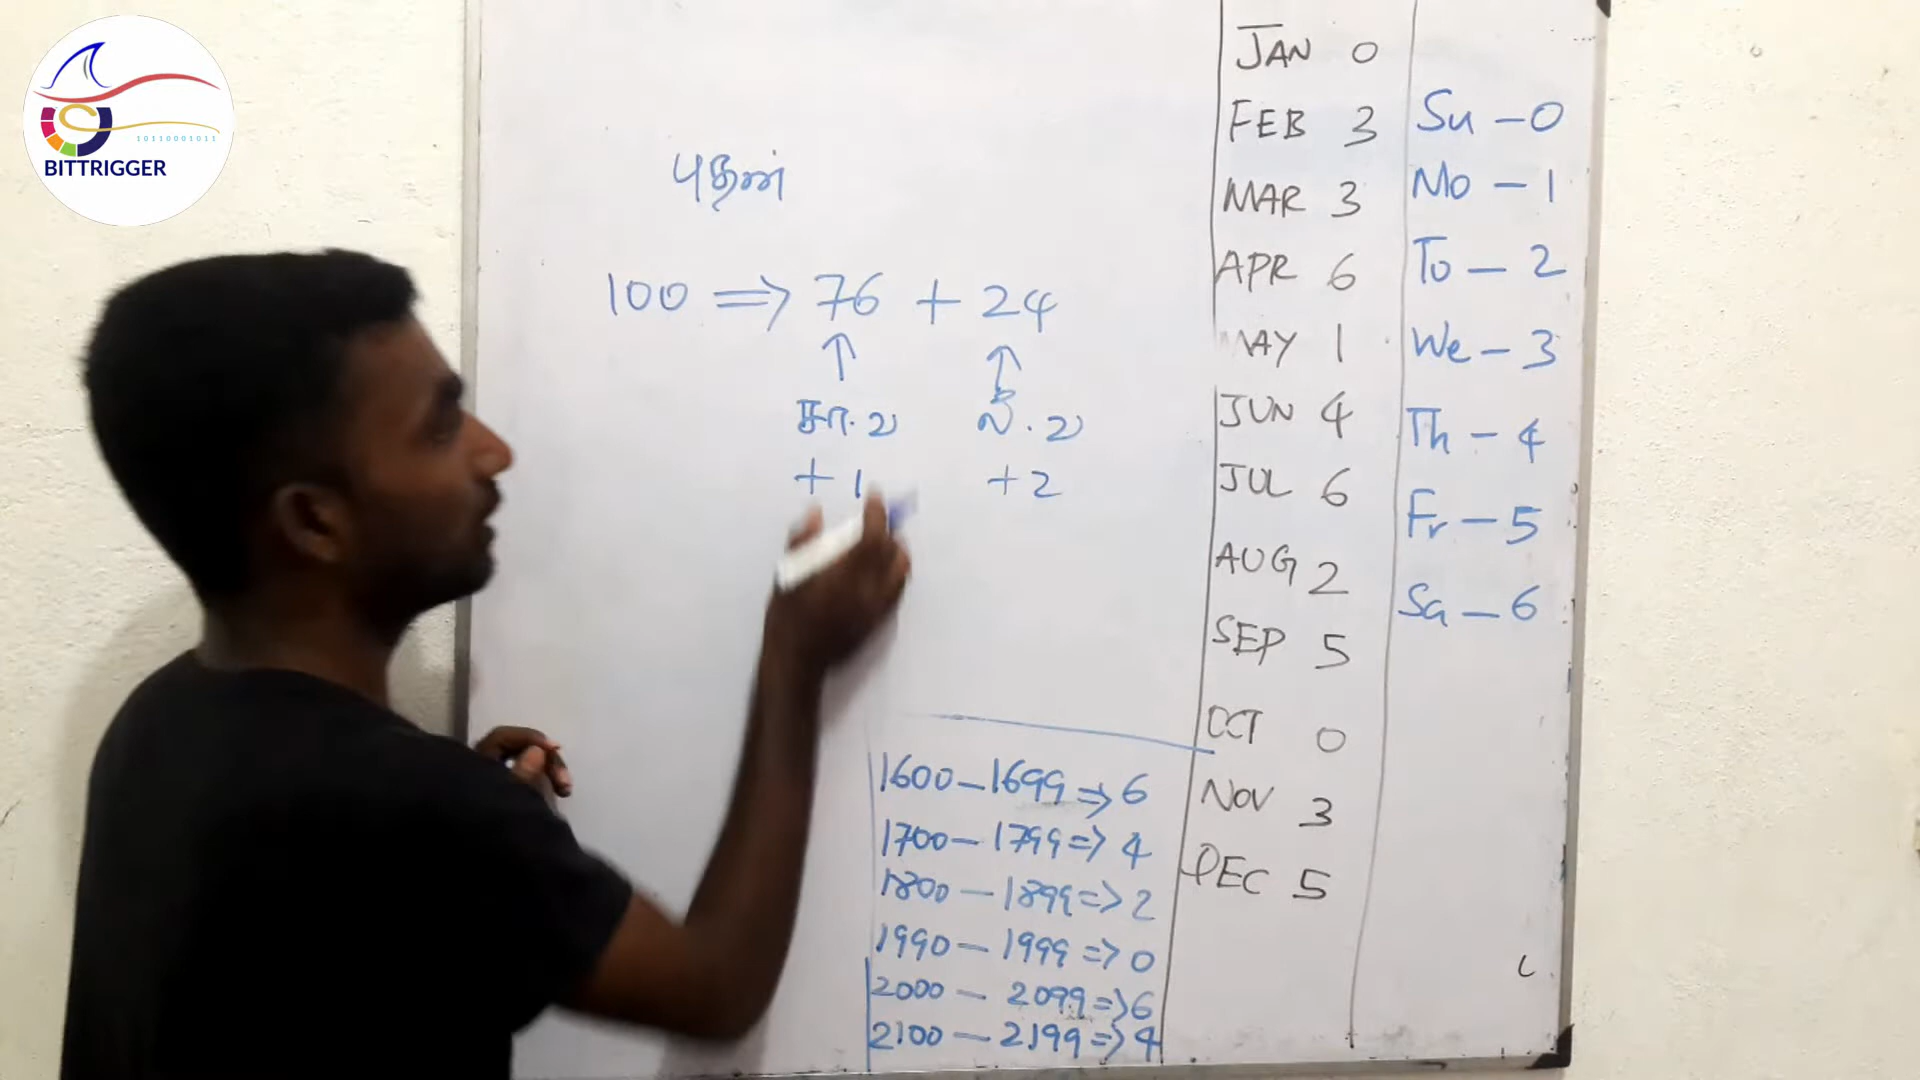 10110001011
BITTRIGGER
புதன்
100 => 76 + 24
சா.வ லீ.வ
+1 +2
1600-1699 => 6
1700-1799 => 4
1800-1899 => 2
1990-1999 => 0
2000-2099 => 6
2100-2199 => 4
JAN 0
FEB 3
MAR 3
APR 6
MAY 1
JUN 4
JUL 6
AUG 2
SEP 5
OCT 0
NOV 3
DEC 5
Su - 0
Mo - 1
Tu - 2
We - 3
Th - 4
Fr - 5
Sa - 6